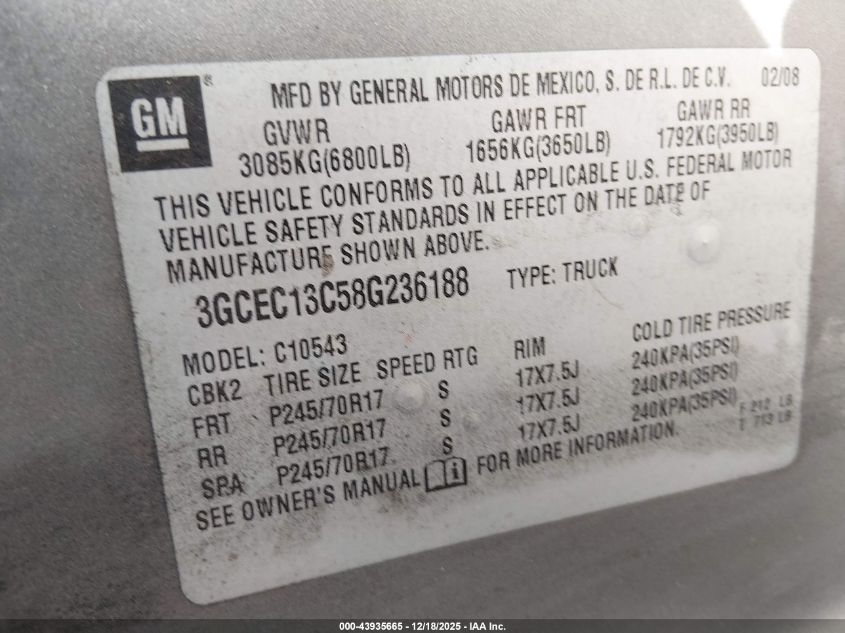 GM®
MFD BY GENERAL MOTORS DE MEXICO, S. DE R.L. DE C.V. 02/08
GVWR GAWR FRT GAWR RR
3085KG(6800LB) 1656KG(3650LB) 1792KG(3950LB)
THIS VEHICLE CONFORMS TO ALL APPLICABLE U.S. FEDERAL MOTOR
VEHICLE SAFETY STANDARDS IN EFFECT ON THE DATE OF
MANUFACTURE SHOWN ABOVE.
3GCEC13C58G236188 TYPE: TRUCK
MODEL: C10543
CBK2 TIRE SIZE SPEED RTG RIM COLD TIRE PRESSURE
FRT P245/70R17 S 17X7.5J 240KPA(35PSI)
RR P245/70R17 S 17X7.5J 240KPA(35PSI)
SPA P245/70R17 S 17X7.5J 240KPA(35PSI)
F 212 LB
T 713 LB
SEE OWNER'S MANUAL i FOR MORE INFORMATION.
000-43935665 - 12/18/2025 - IAA Inc.